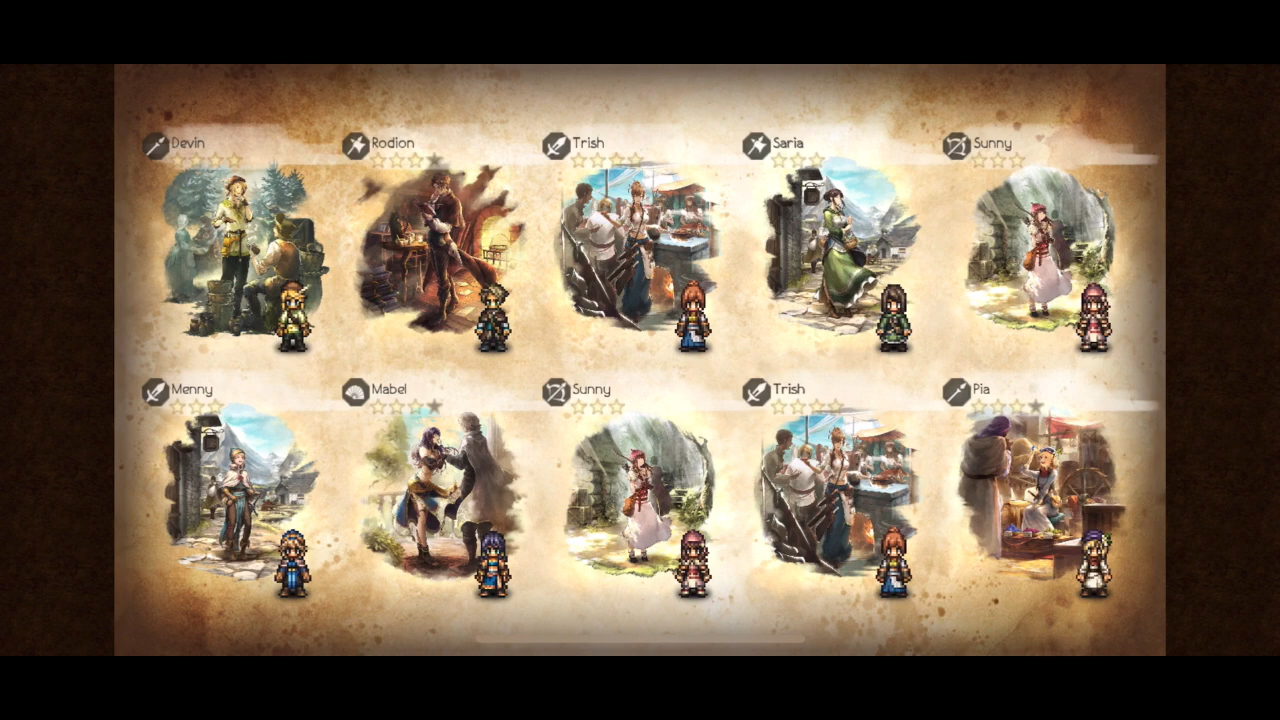 Devin
Rodion
Trish
Saria
Sunny
Menny
Mabel
Sunny
Trish
Pia